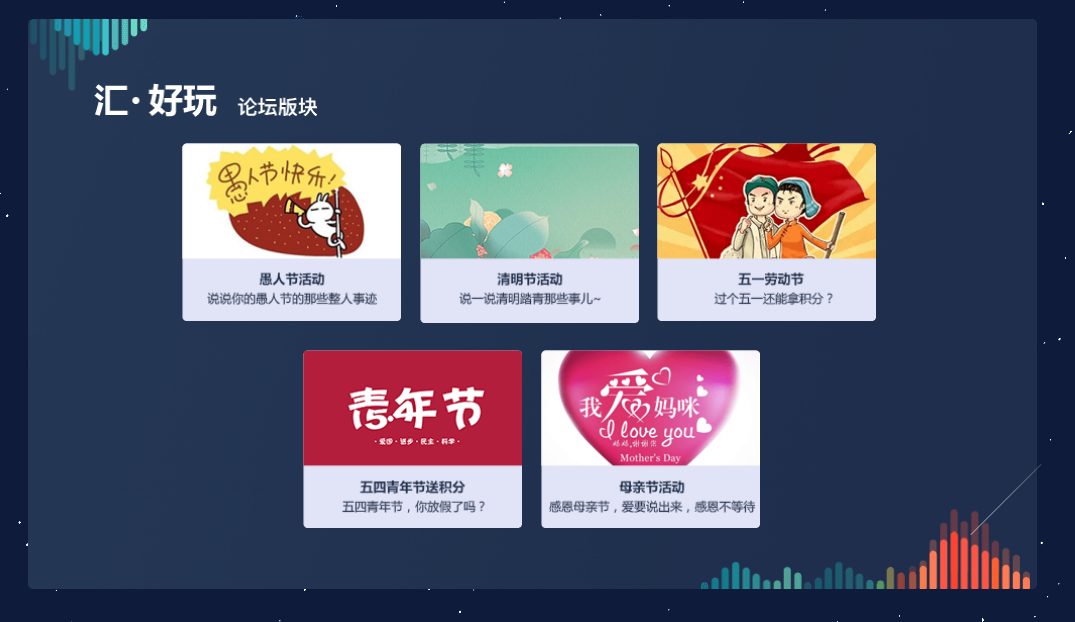 汇·好玩 论坛版块
愚人节快乐!
愚人节活动
说说你的愚人节的那些整人事迹
清明节活动
说一说清明踏青那些事儿~
五一劳动节
过个五一还能拿积分？
青年节
·爱国·进步·民主·科学·
五四青年节送积分
五四青年节，你放假了吗？
我爱妈咪
I love you
妈妈,谢谢你
Mother's Day
母亲节活动
感恩母亲节，爱要说出来，感恩不等待